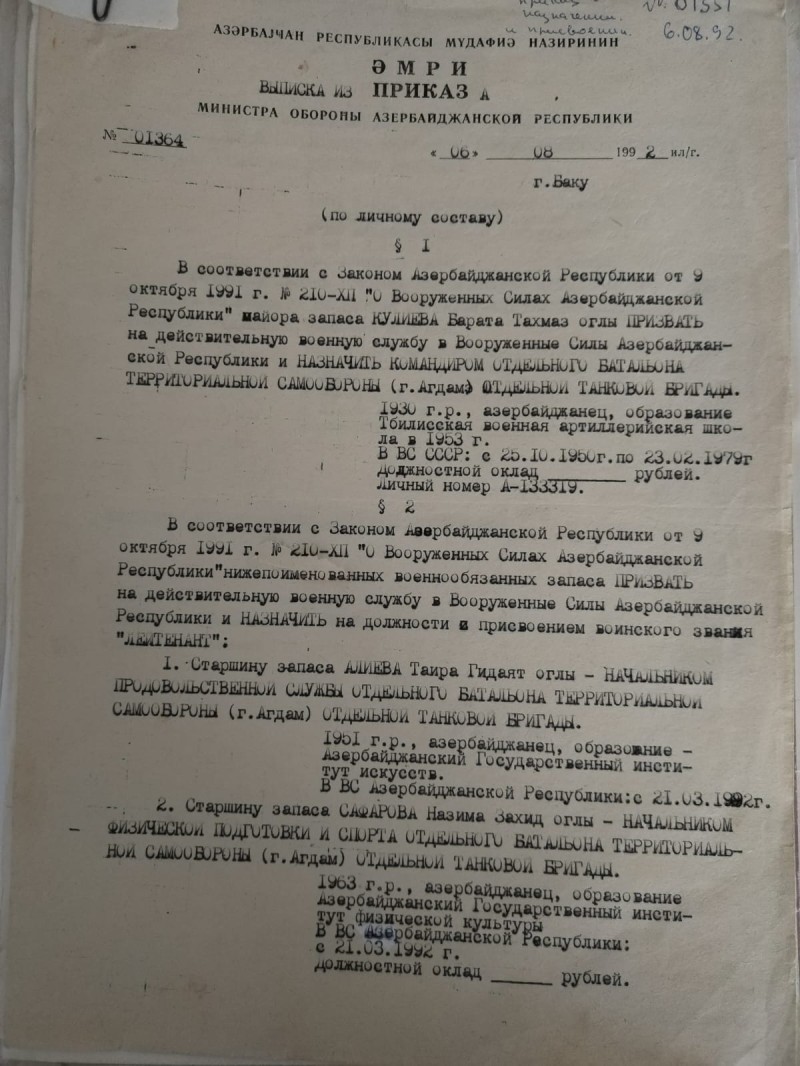 приказ
назначении.
и присвоении.
№ 01331
6.08.92.
АЗӘРБАЈҸАН РЕСПУБЛИКАСЫ МҮДАФИӘ НАЗИРИНИН
ӘМРИ
ВЫПИСКА ИЗ ПРИКАЗ А
МИНИСТРА ОБОРОНЫ АЗЕРБАЙДЖАНСКОЙ РЕСПУБЛИКИ
№ 01364
« 06 » 08 199 2 ил/г.
г.Баку
(по личному составу)
§ I
В соответствии с Законом Азербайджанской Республики от 9
октября 1991 г. № 210-XII "О Вооруженных Силах Азербайджанской
Республики" майора запаса КУЛИЕВА Барата Тахмаз оглы ПРИЗВАТЬ
на действительную военную службу в Вооруженные Силы Азербайджан-
ской Республики и НАЗНАЧИТЬ КОМАНДИРОМ ОТДЕЛЬНОГО БАТАЛЬОНА
ТЕРРИТОРИАЛЬНОЙ САМООБОРОНЫ (г.Агдам) ОТДЕЛЬНОЙ ТАНКОВОЙ БРИГАДЫ.
1930 г.р., азербайджанец, образование
Тбилисская военная артиллерийская шко-
ла в 1953 г.
В ВС СССР: с 25.10.1950г.по 23.02.1979г
Должностной оклад ______ рублей.
Личный номер А-133319.
§ 2
В соответствии с Законом Азербайджанской Республики от 9
октября 1991 г. № 210-XII "О Вооруженных Силах Азербайджанской
Республики"нижепоименованных военнообязанных запаса ПРИЗВАТЬ
на действительную военную службу в Вооруженные Силы Азербайджанской
Республики и НАЗНАЧИТЬ на должности с присвоением воинского звания
"ЛЕЙТЕНАНТ":
1. Старшину запаса АЛИЕВА Таира Гидаят оглы - НАЧАЛЬНИКОМ
ПРОДОВОЛЬСТВЕННОЙ СЛУЖБЫ ОТДЕЛЬНОГО БАТАЛЬОНА ТЕРРИТОРИАЛЬНОЙ
САМООБОРОНЫ (г.Агдам) ОТДЕЛЬНОЙ ТАНКОВОЙ БРИГАДЫ.
1951 г.р., азербайджанец, образование -
Азербайджанский Государственный инсти-
тут искусств.
В ВС Азербайджанской Республики:с 21.03.1992г.
2. Старшину запаса САФАРОВА Назима Захид оглы - НАЧАЛЬНИКОМ
ФИЗИЧЕСКОЙ ПОДГОТОВКИ И СПОРТА ОТДЕЛЬНОГО БАТАЛЬОНА ТЕРРИТОРИАЛЬ-
НОЙ САМООБОРОНЫ (г.Агдам) ОТДЕЛЬНОЙ ТАНКОВОЙ БРИГАДЫ.
1963 г.р., азербайджанец, образование
Азербайджанский Государственный инсти-
тут физической культуры
В ВС Азербайджанской Республики:
с 21.03.1992 г.
Должностной оклад ______ рублей.